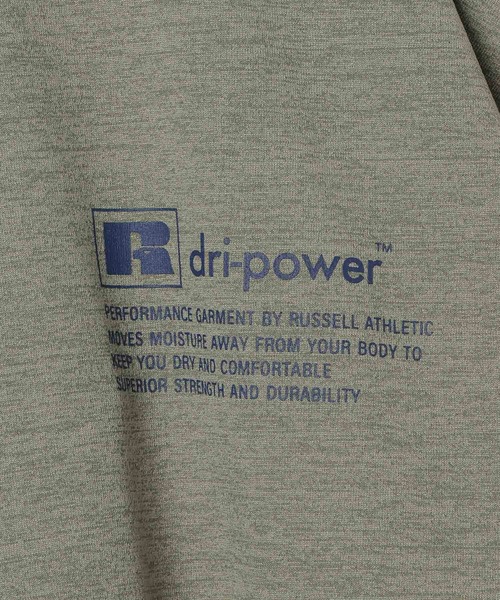 R dri-power™
PERFORMANCE GARMENT BY RUSSELL ATHLETIC
MOVES MOISTURE AWAY FROM YOUR BODY TO
KEEP YOU DRY AND COMFORTABLE
SUPERIOR STRENGTH AND DURABILITY